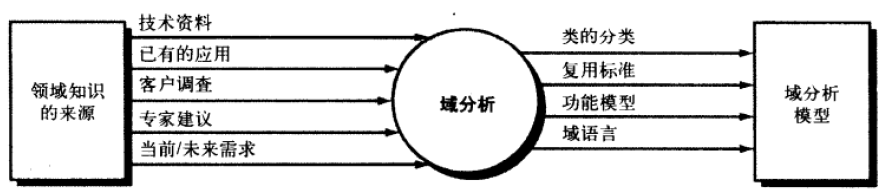 领域知识
的来源
技术资料
已有的应用
客户调查
专家建议
当前/未来需求
域分析
类的分类
复用标准
功能模型
域语言
域分析
模型